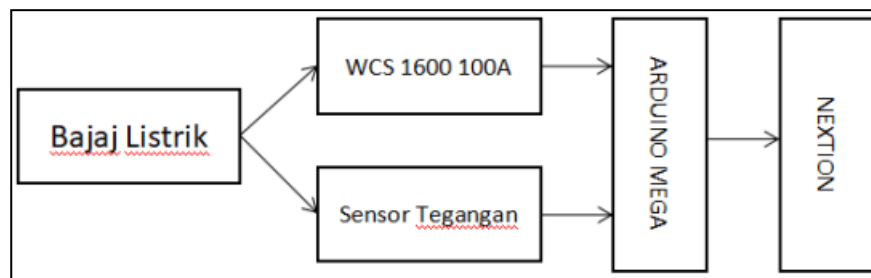 Bajaj Listrik
WCS 1600 100A
Sensor Tegangan
ARDUINO MEGA
NEXTION